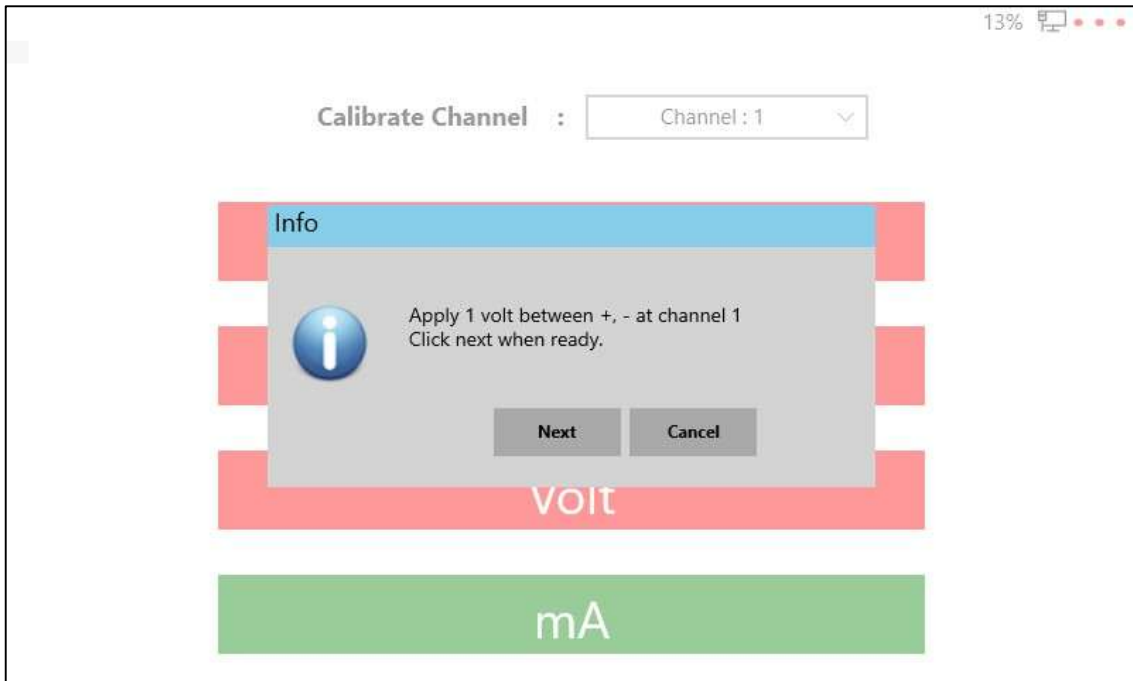 13%
Calibrate Channel :
Channel : 1
Info
Apply 1 volt between +, - at channel 1
Click next when ready.
Next Cancel
Volt
mA